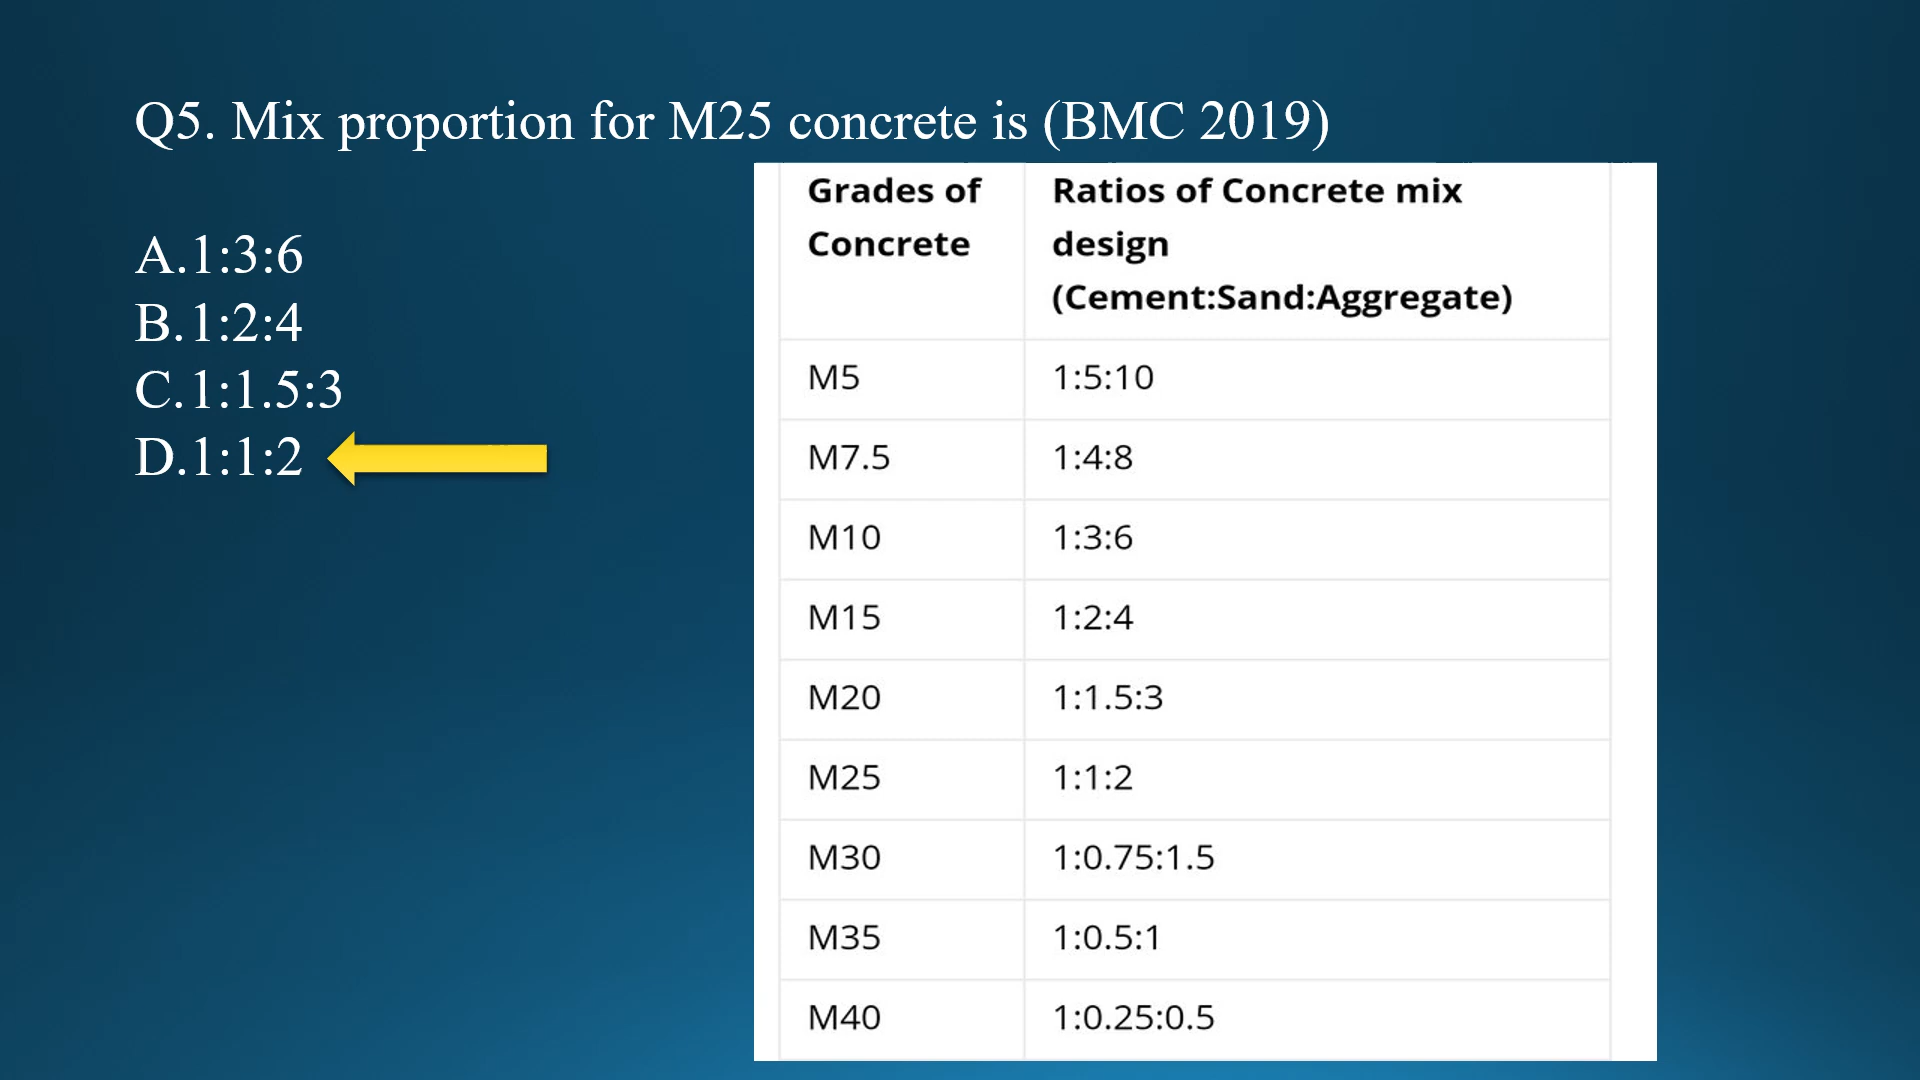 Q5. Mix proportion for M25 concrete is (BMC 2019)
A.1:3:6
B.1:2:4
C.1:1.5:3
D.1:1:2
Grades of Concrete
Ratios of Concrete mix design (Cement:Sand:Aggregate)
M5 1:5:10
M7.5 1:4:8
M10 1:3:6
M15 1:2:4
M20 1:1.5:3
M25 1:1:2
M30 1:0.75:1.5
M35 1:0.5:1
M40 1:0.25:0.5